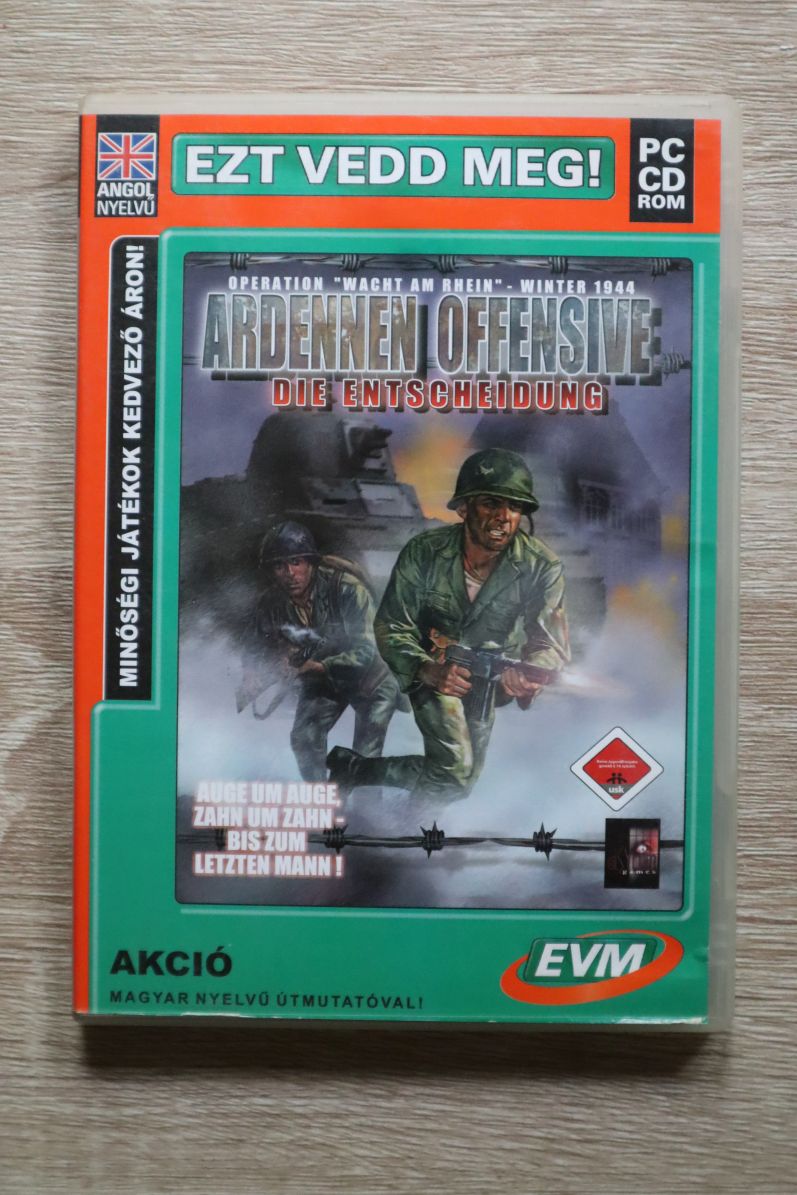 ANGOL
NYELVŰ
EZT VEDD MEG!
PC
CD
ROM
MINŐSÉGI JÁTÉKOK KEDVEZŐ ÁRON!
OPERATION "WACHT AM RHEIN" - WINTER 1944
ARDENNEN OFFENSIVE
DIE ENTSCHEIDUNG
usk
AUGE UM AUGE,
ZAHN UM ZAHN -
BIS ZUM
LETZTEN MANN !
games
AKCIÓ
EVM
MAGYAR NYELVŰ ÚTMUTATÓVAL!